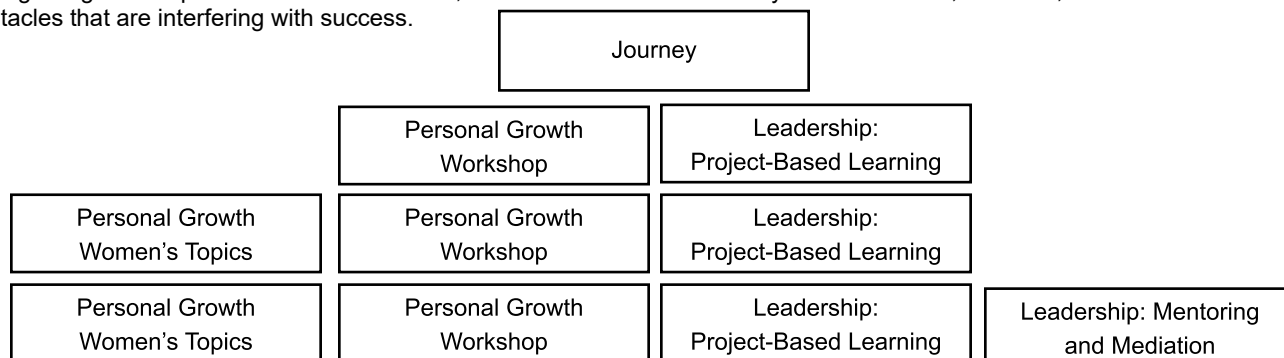 tacles that are interfering with success.
Journey
Personal Growth
Workshop
Leadership:
Project-Based Learning
Personal Growth
Women's Topics
Personal Growth
Workshop
Leadership:
Project-Based Learning
Personal Growth
Women's Topics
Personal Growth
Workshop
Leadership:
Project-Based Learning
Leadership: Mentoring
and Mediation